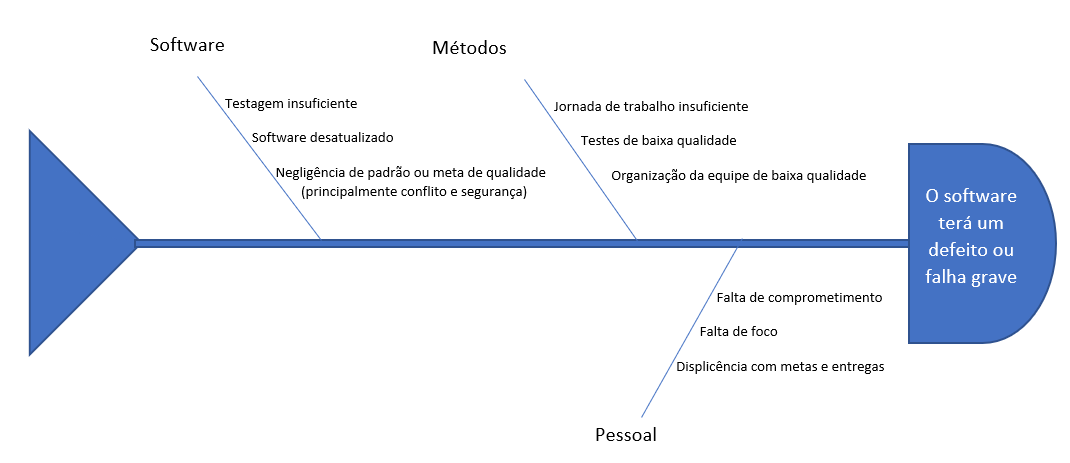 Software
Métodos
Testagem insuficiente
Software desatualizado
Negligência de padrão ou meta de qualidade
(principalmente conflito e segurança)
Jornada de trabalho insuficiente
Testes de baixa qualidade
Organização da equipe de baixa qualidade
O software
terá um
defeito ou
falha grave
Falta de comprometimento
Falta de foco
Displicência com metas e entregas
Pessoal